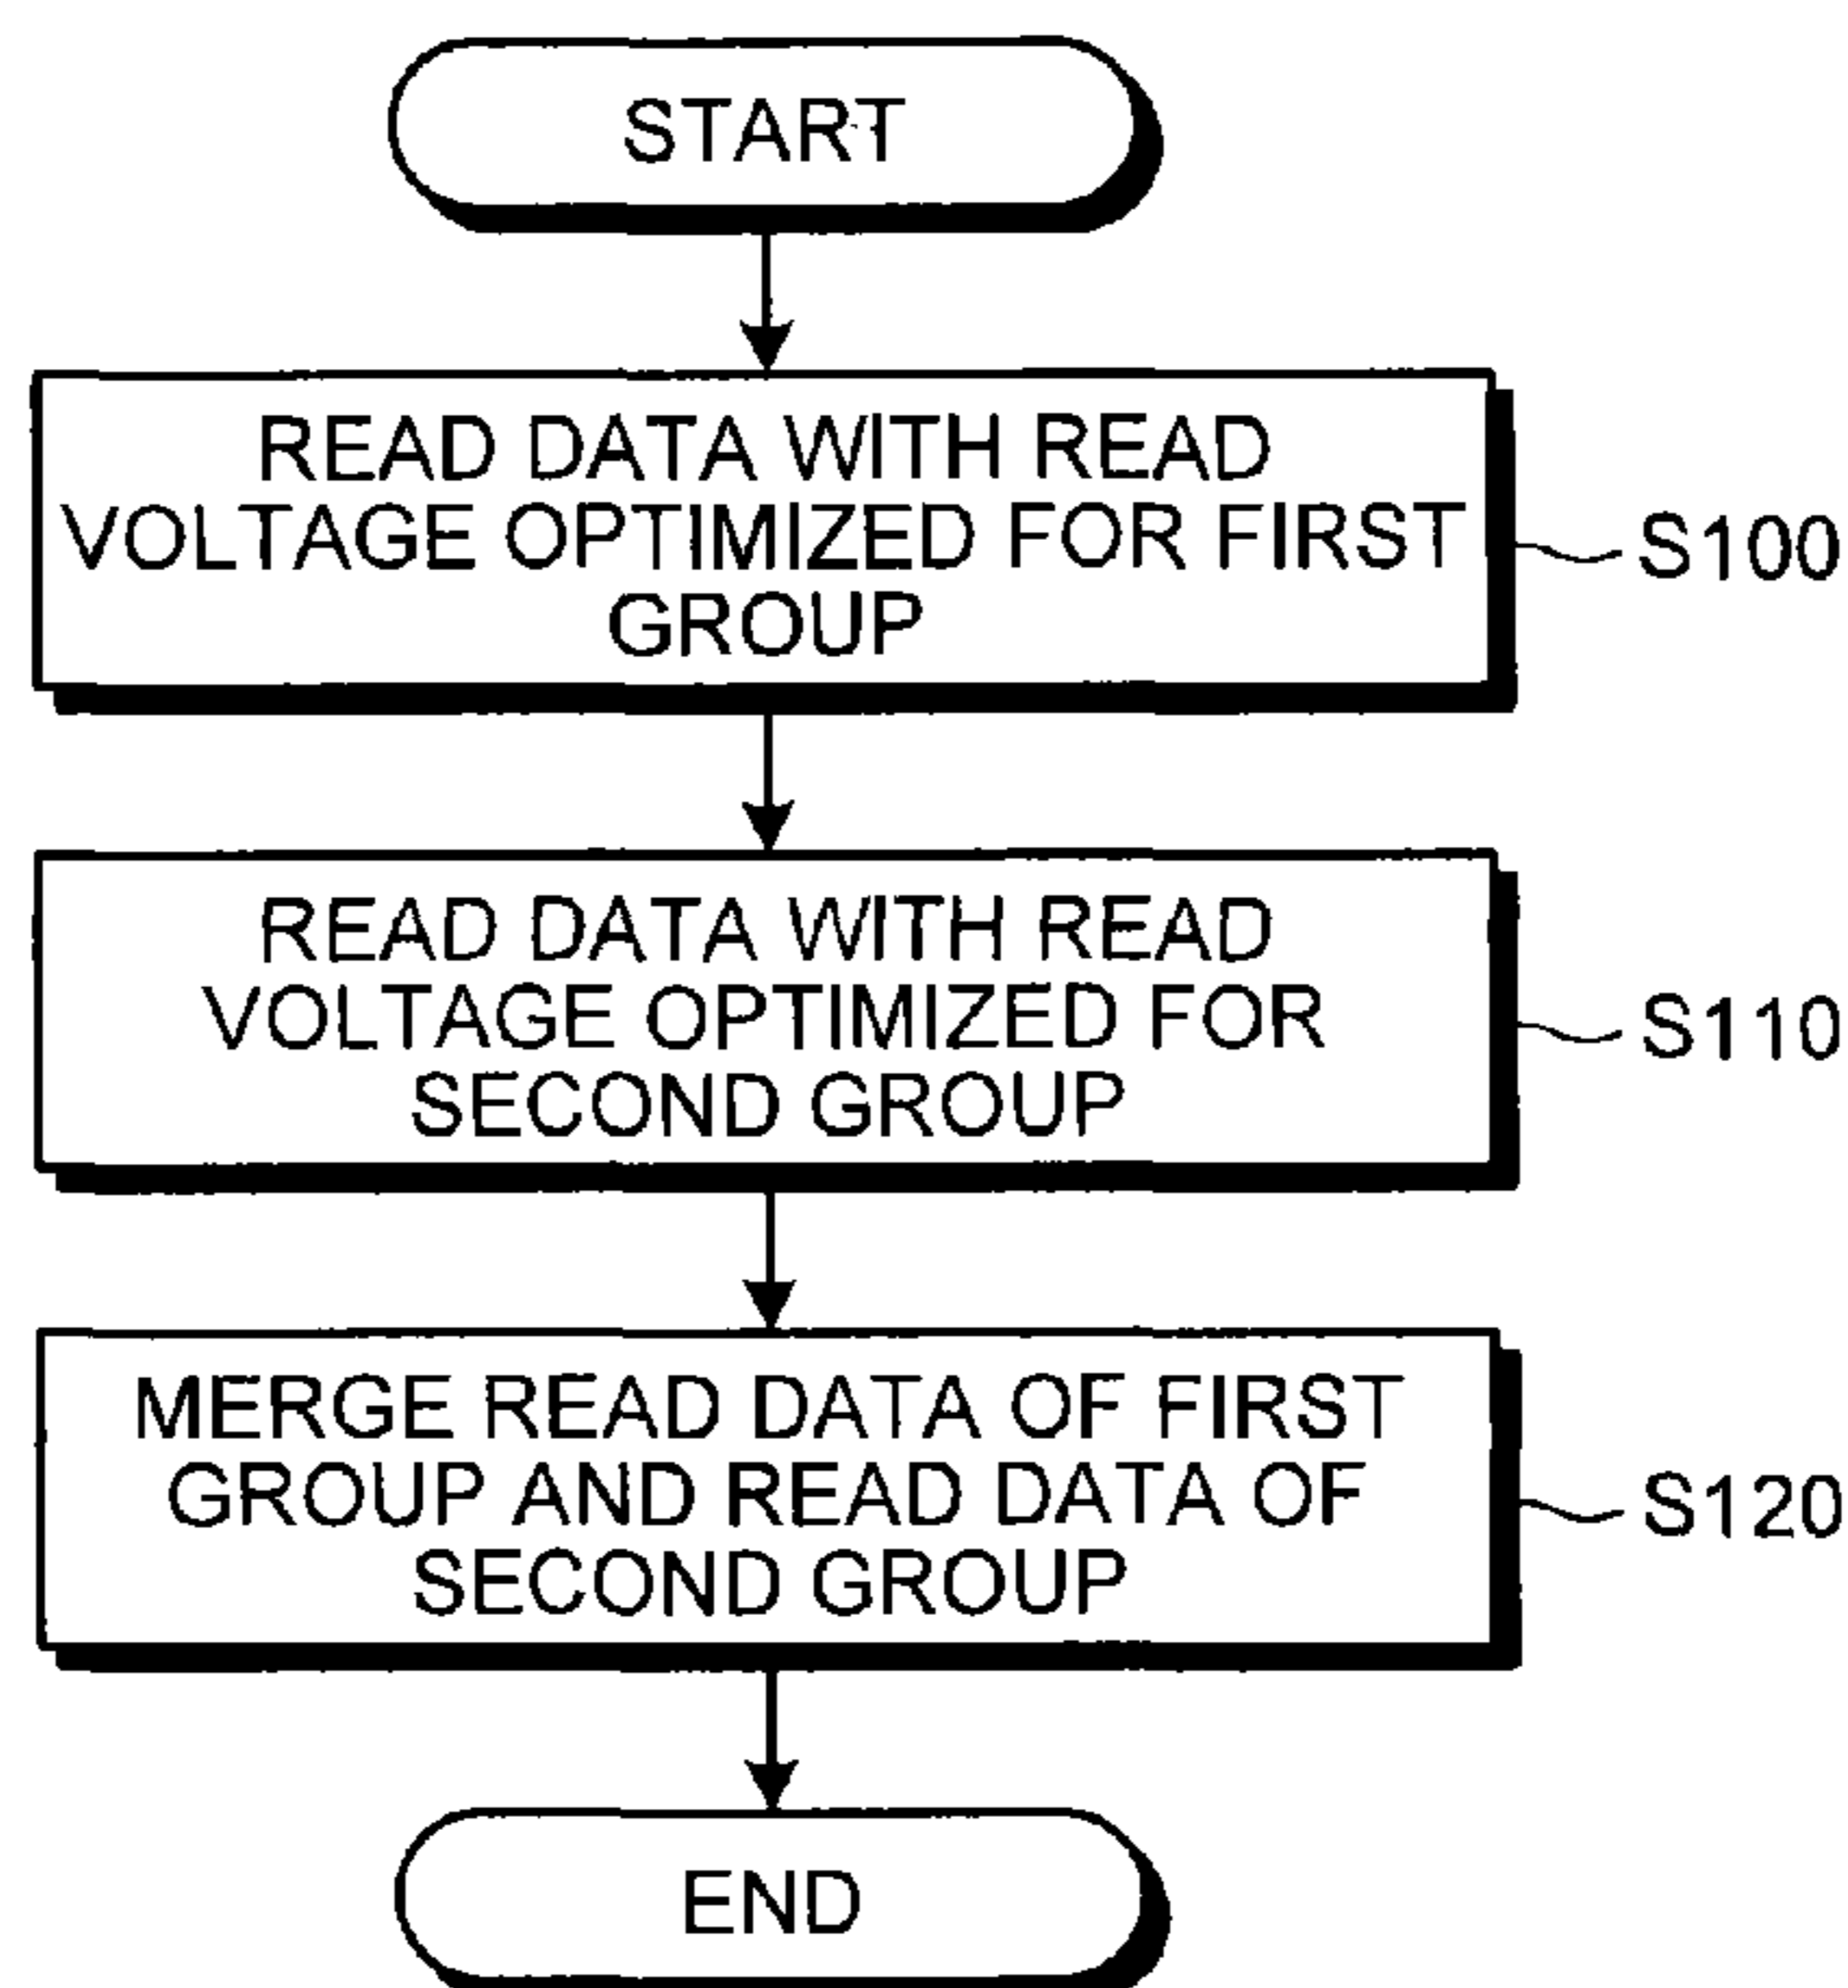 START
READ DATA WITH READ
VOLTAGE OPTIMIZED FOR FIRST
GROUP
S100
READ DATA WITH READ
VOLTAGE OPTIMIZED FOR
SECOND GROUP
S110
MERGE READ DATA OF FIRST
GROUP AND READ DATA OF
SECOND GROUP
S120
END